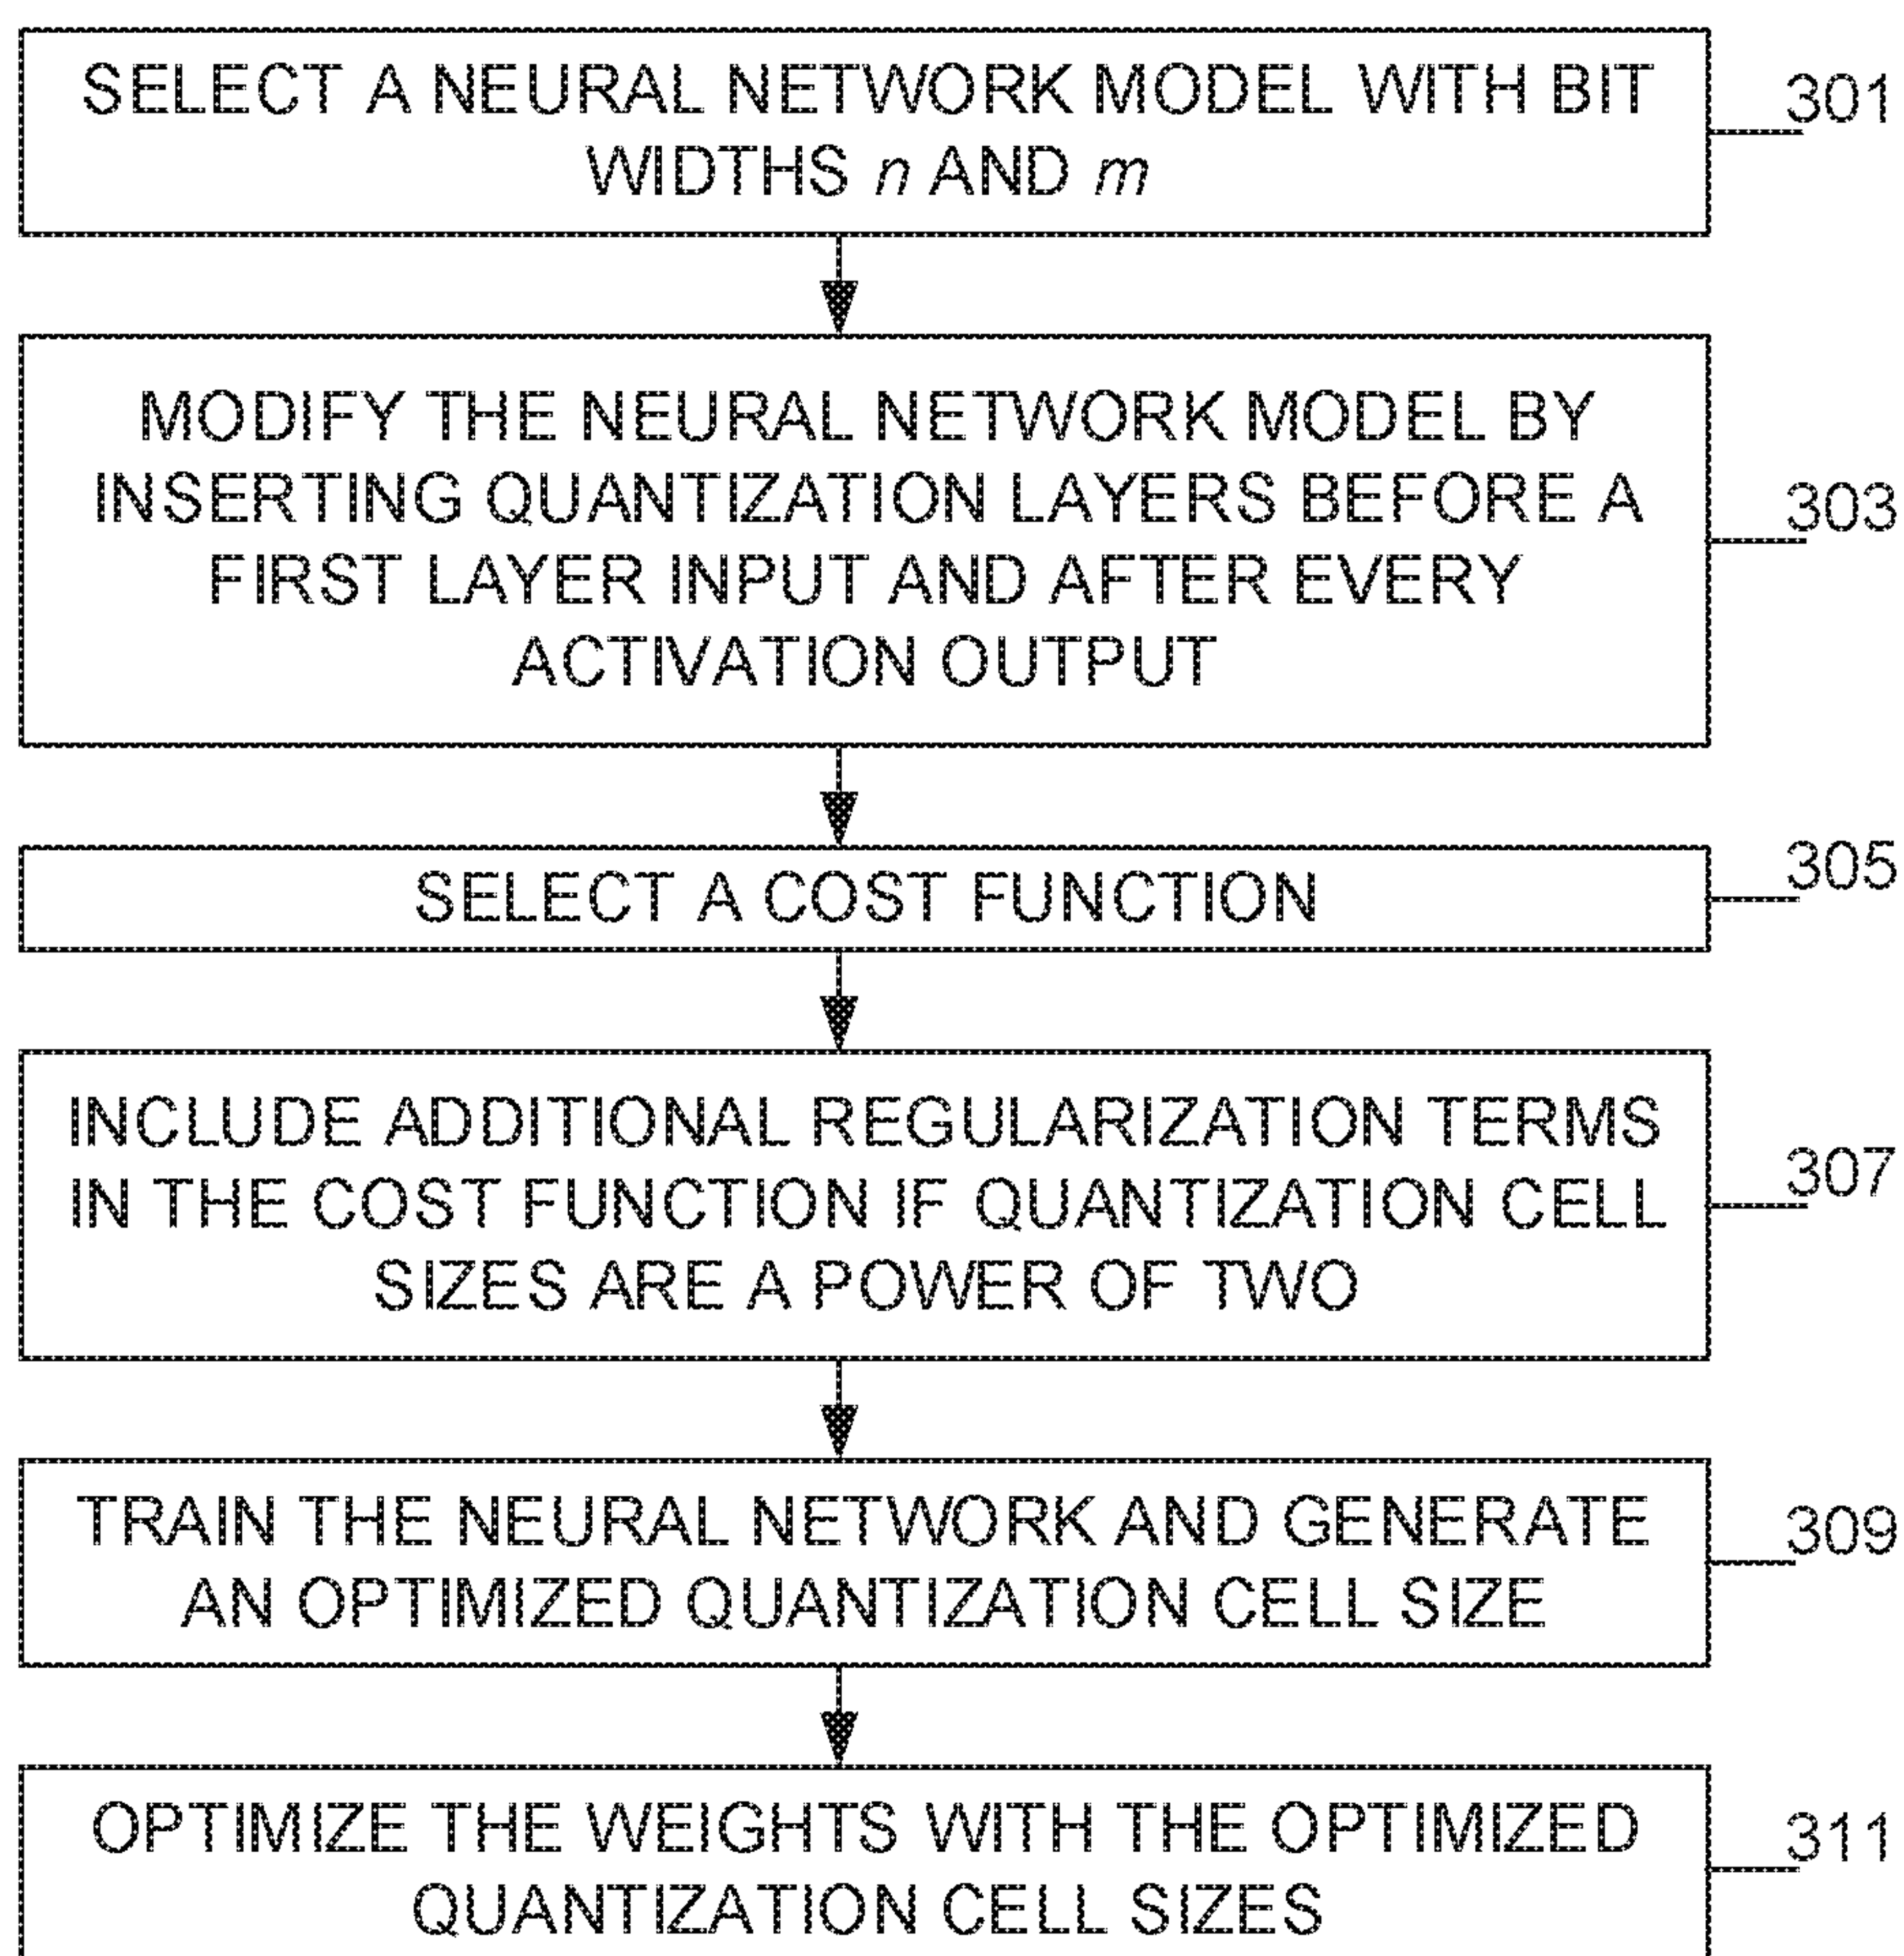 SELECT A NEURAL NETWORK MODEL WITH BIT
WIDTHS n AND m
301
MODIFY THE NEURAL NETWORK MODEL BY
INSERTING QUANTIZATION LAYERS BEFORE A
FIRST LAYER INPUT AND AFTER EVERY
ACTIVATION OUTPUT
303
SELECT A COST FUNCTION
305
INCLUDE ADDITIONAL REGULARIZATION TERMS
IN THE COST FUNCTION IF QUANTIZATION CELL
SIZES ARE A POWER OF TWO
307
TRAIN THE NEURAL NETWORK AND GENERATE
AN OPTIMIZED QUANTIZATION CELL SIZE
309
OPTIMIZE THE WEIGHTS WITH THE OPTIMIZED
QUANTIZATION CELL SIZES
311